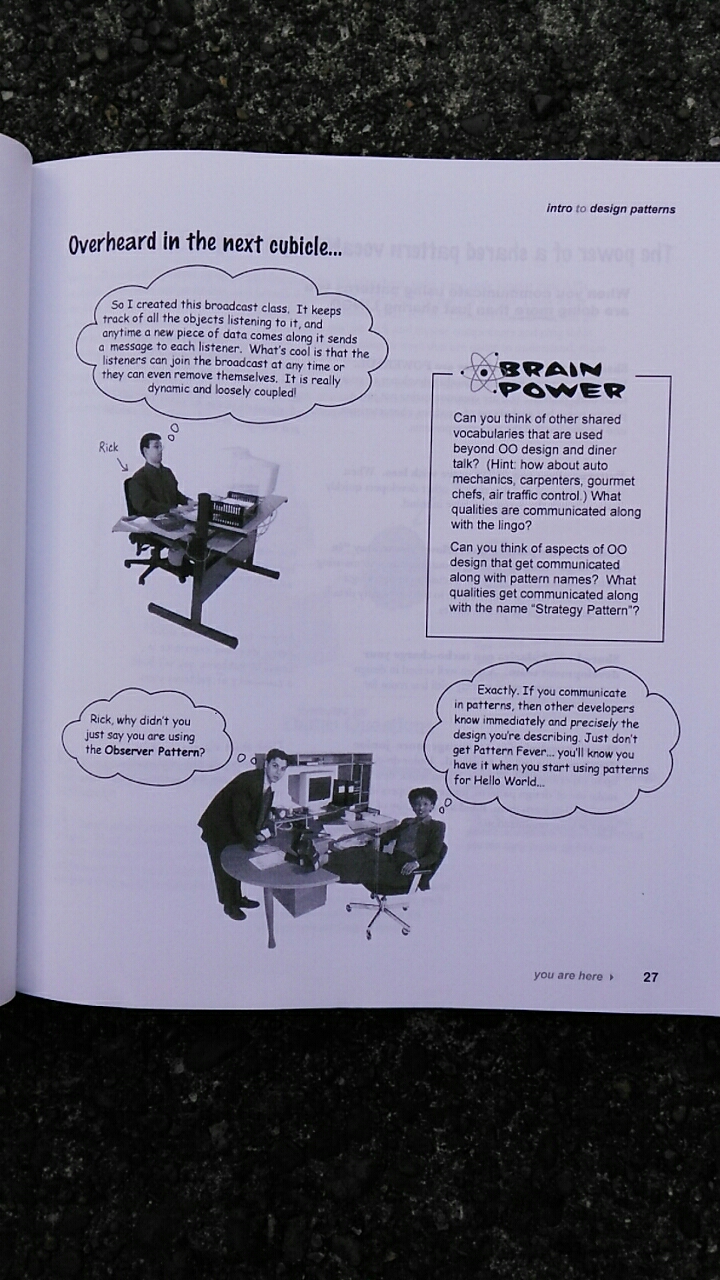 intro to design patterns
Overheard in the next cubicle...
So I created this broadcast class. It keeps
track of all the objects listening to it, and
anytime a new piece of data comes along it sends
a message to each listener. What's cool is that the
listeners can join the broadcast at any time or
they can even remove themselves. It is really
dynamic and loosely coupled!
Rick
BRAIN
POWER
Can you think of other shared
vocabularies that are used
beyond OO design and diner
talk? (Hint: how about auto
mechanics, carpenters, gourmet
chefs, air traffic control.) What
qualities are communicated along
with the lingo?
Can you think of aspects of OO
design that get communicated
along with pattern names? What
qualities get communicated along
with the name "Strategy Pattern"?
Rick, why didn't you
just say you are using
the Observer Pattern?
Exactly. If you communicate
in patterns, then other developers
know immediately and precisely the
design you're describing. Just don't
get Pattern Fever... you'll know you
have it when you start using patterns
for Hello World...
you are here 27